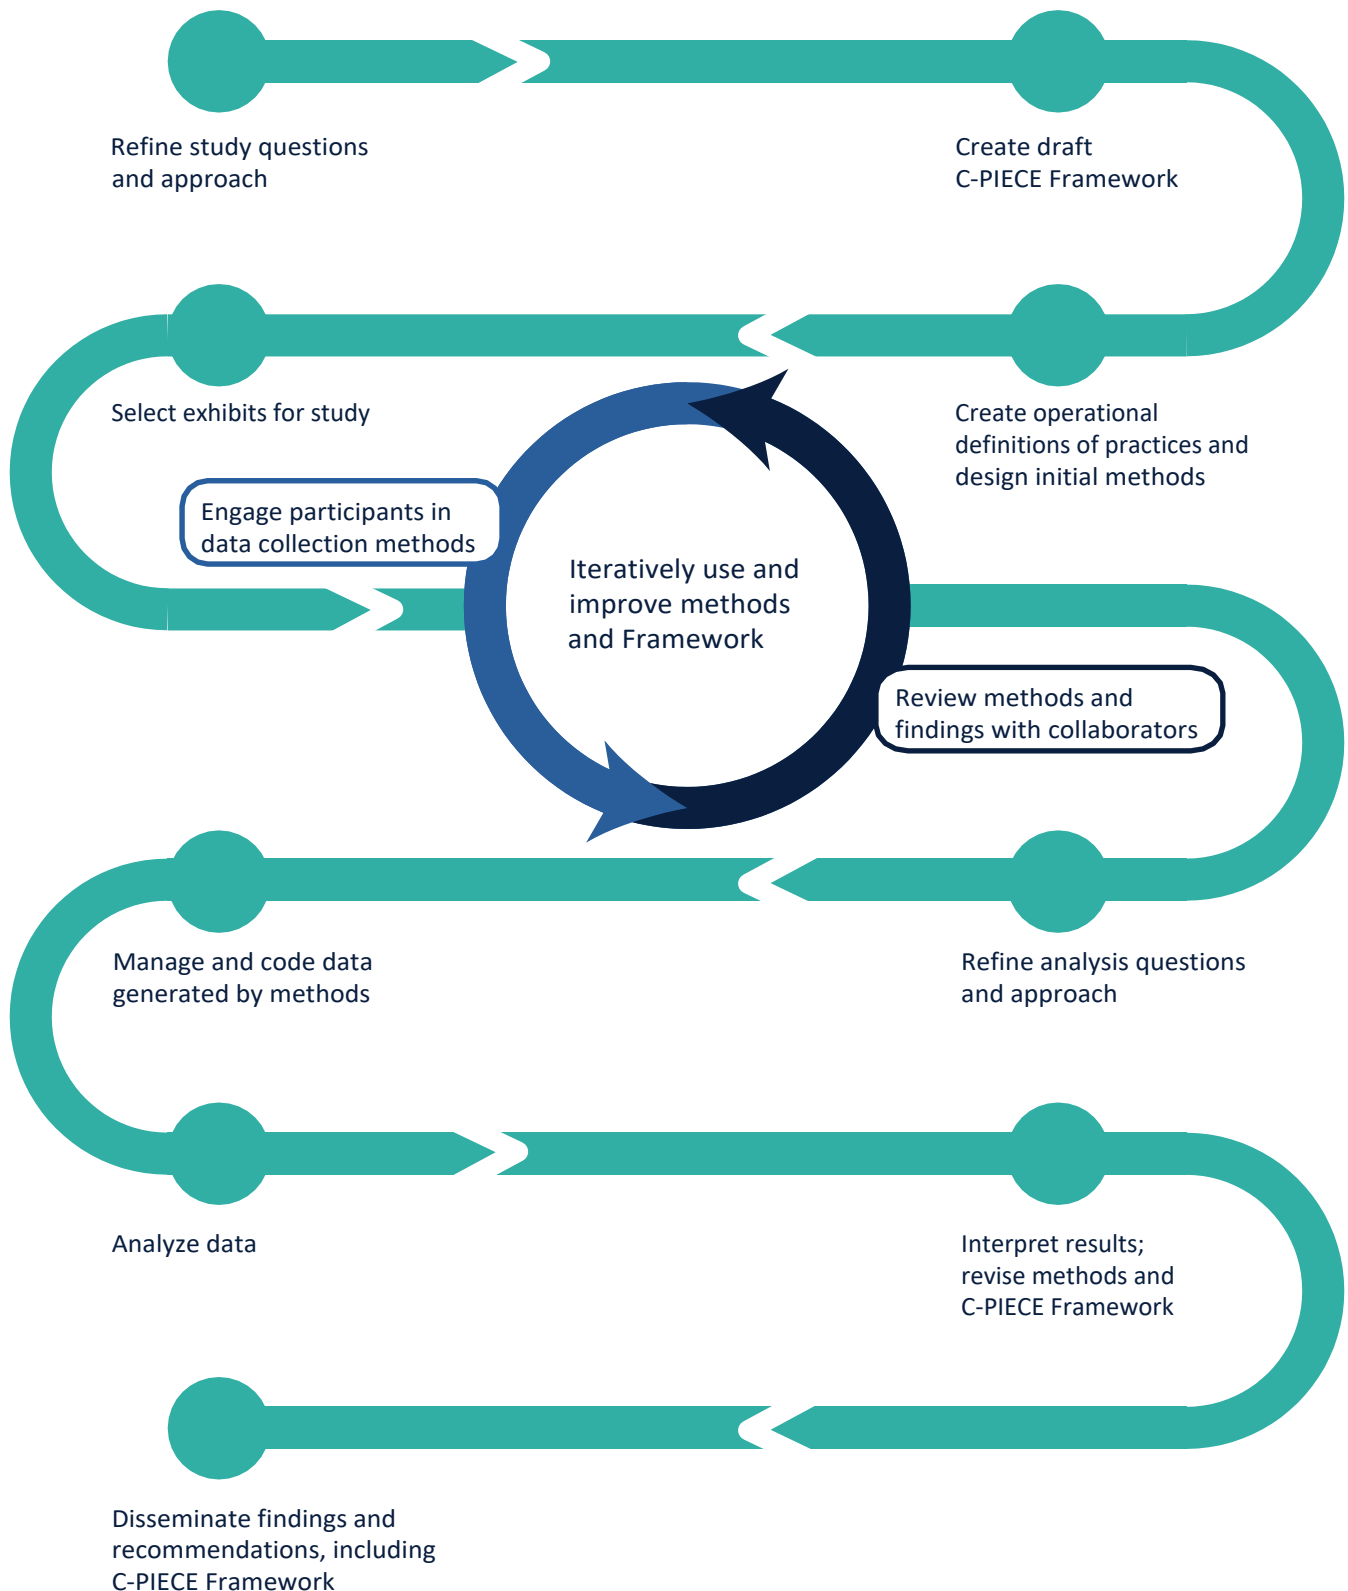 Refine study questions
and approach
Create draft
C-PIECE Framework
Select exhibits for study
Create operational
definitions of practices and
design initial methods
Engage participants in
data collection methods
Iteratively use and
improve methods
and Framework
Review methods and
findings with collaborators
Manage and code data
generated by methods
Refine analysis questions
and approach
Analyze data
Interpret results;
revise methods and
C-PIECE Framework
Disseminate findings and
recommendations, including
C-PIECE Framework